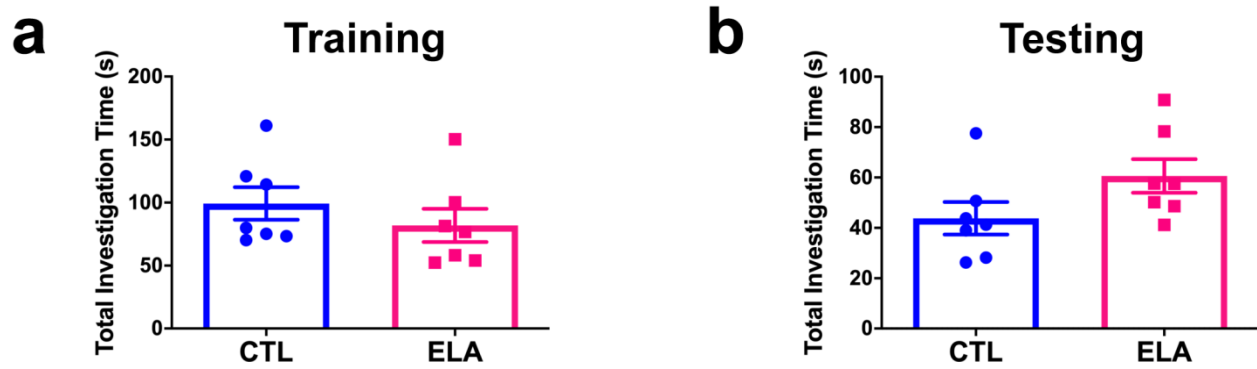 a
Training
Total Investigation Time (s)
200
150
100
50
0
CTL
ELA
b
Testing
Total Investigation Time (s)
100
80
60
40
20
0
CTL
ELA